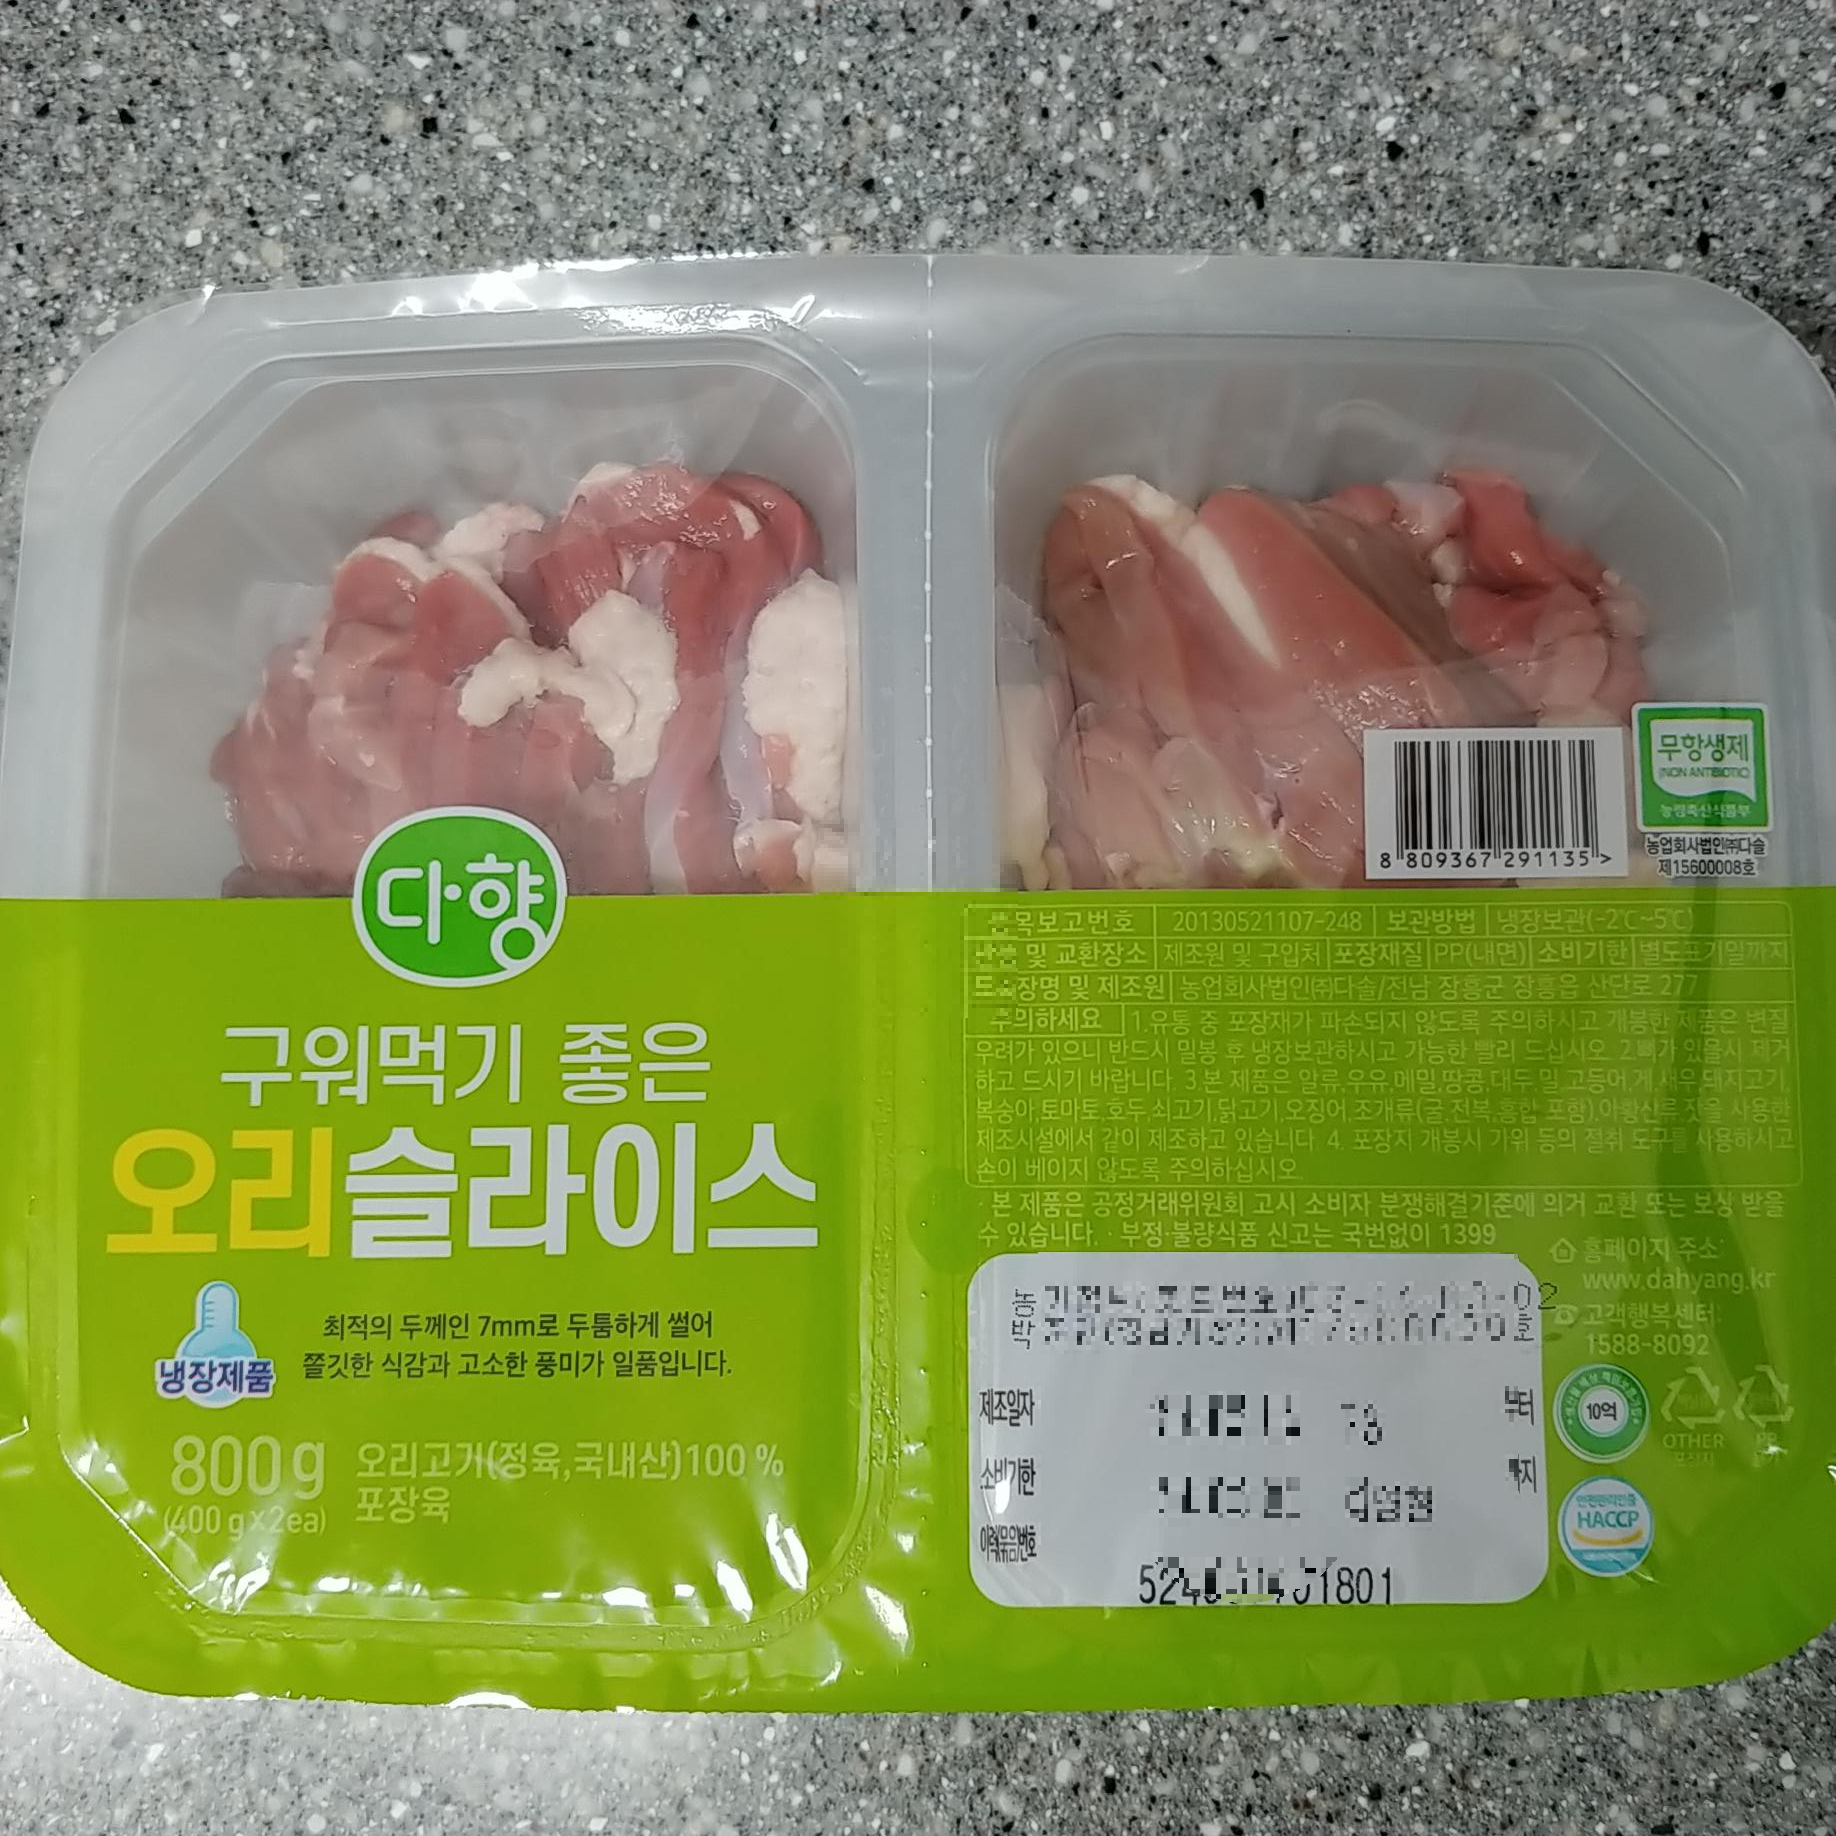 다향
구워먹기 좋은
오리슬라이스
냉장제품
최적의 두께인 7mm로 두툼하게 썰어
쫄깃한 식감과 고소한 풍미가 일품입니다.
800g
(400g×2ea)
오리고기(정육,국내산)100 %
포장육
8 809367 291135 >
무항생제
(NON ANTIBIOTIC)
농림축산식품부
농업회사법인㈜다솔
제15600008호
품목보고번호 20130521107-248 보관방법 냉장보관(-2℃~5℃)
및 교환장소 제조원 및 구입처 포장재질 PP(내면) 소비기한 별도표기일까지
장명 및 제조원 농업회사법인㈜다솔/전남 장흥군 장흥읍 산단로 277
주의하세요 1.유통 중 포장재가 파손되지 않도록 주의하시고 개봉한 제품은 변질
우려가 있으니 반드시 밀봉 후 냉장보관하시고 가능한 빨리 드십시오. 2.뼈가 있을시 제거
하고 드시기 바랍니다. 3.본 제품은 알류,우유,메밀,땅콩,대두,밀,고등어,게,새우,돼지고기,
복숭아,토마토,호두,쇠고기,닭고기,오징어,조개류(굴,전복,홍합 포함),아황산류,잣을 사용한
제조시설에서 같이 제조하고 있습니다. 4. 포장지 개봉시 가위 등의 절취 도구를 사용하시고
손이 베이지 않도록 주의하십시오.
· 본 제품은 공정거래위원회 고시 소비자 분쟁해결기준에 의거 교환 또는 보상 받을
수 있습니다. · 부정·불량식품 신고는 국번없이 1399
홈페이지 주소:
www.dahyang.kr
고객행복센터:
1588-8092
제조일자 부터
소비기한 까지
이력(묶음)번호
10억
OTHER
PP
안전관리인증
HACCP